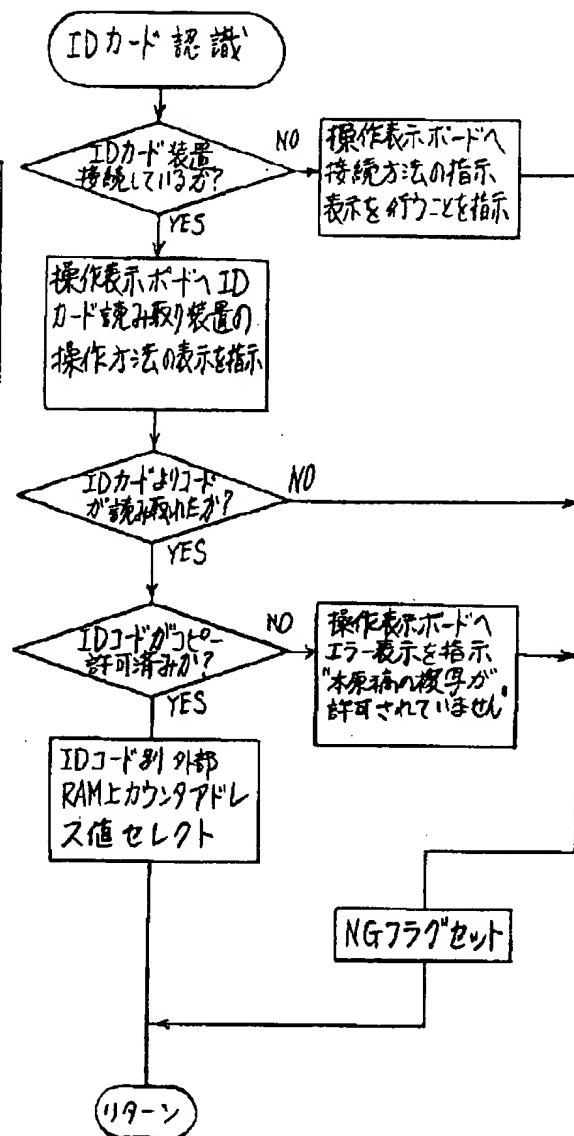 IDカード 認識
IDカード装置
接続しているか?
NO
YES
操作表示ボードへ
接続方法の指示
表示を行うことを指示
操作表示ボードへID
カード読み取り装置の
操作方法の表示を指示
IDカードよりコード
が読み取れたか?
NO
YES
IDコードがコピー
許可済みか?
NO
YES
操作表示ボードへ
エラー表示を指示
"本原稿の複写が
許可されていません"
IDコード別 外部
RAM上カウンタアドレ
ス値セレクト
NGフラグセット
リターン